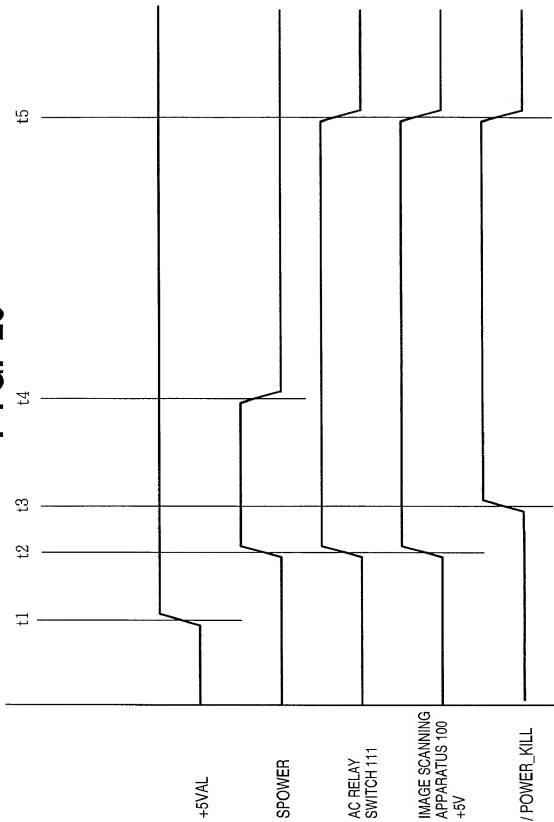 t1 t2 t3 t4 t5
+5VAL
SPOWER
AC RELAY
SWITCH 111
IMAGE SCANNING
APPARATUS 100
+5V
/ POWER_KILL